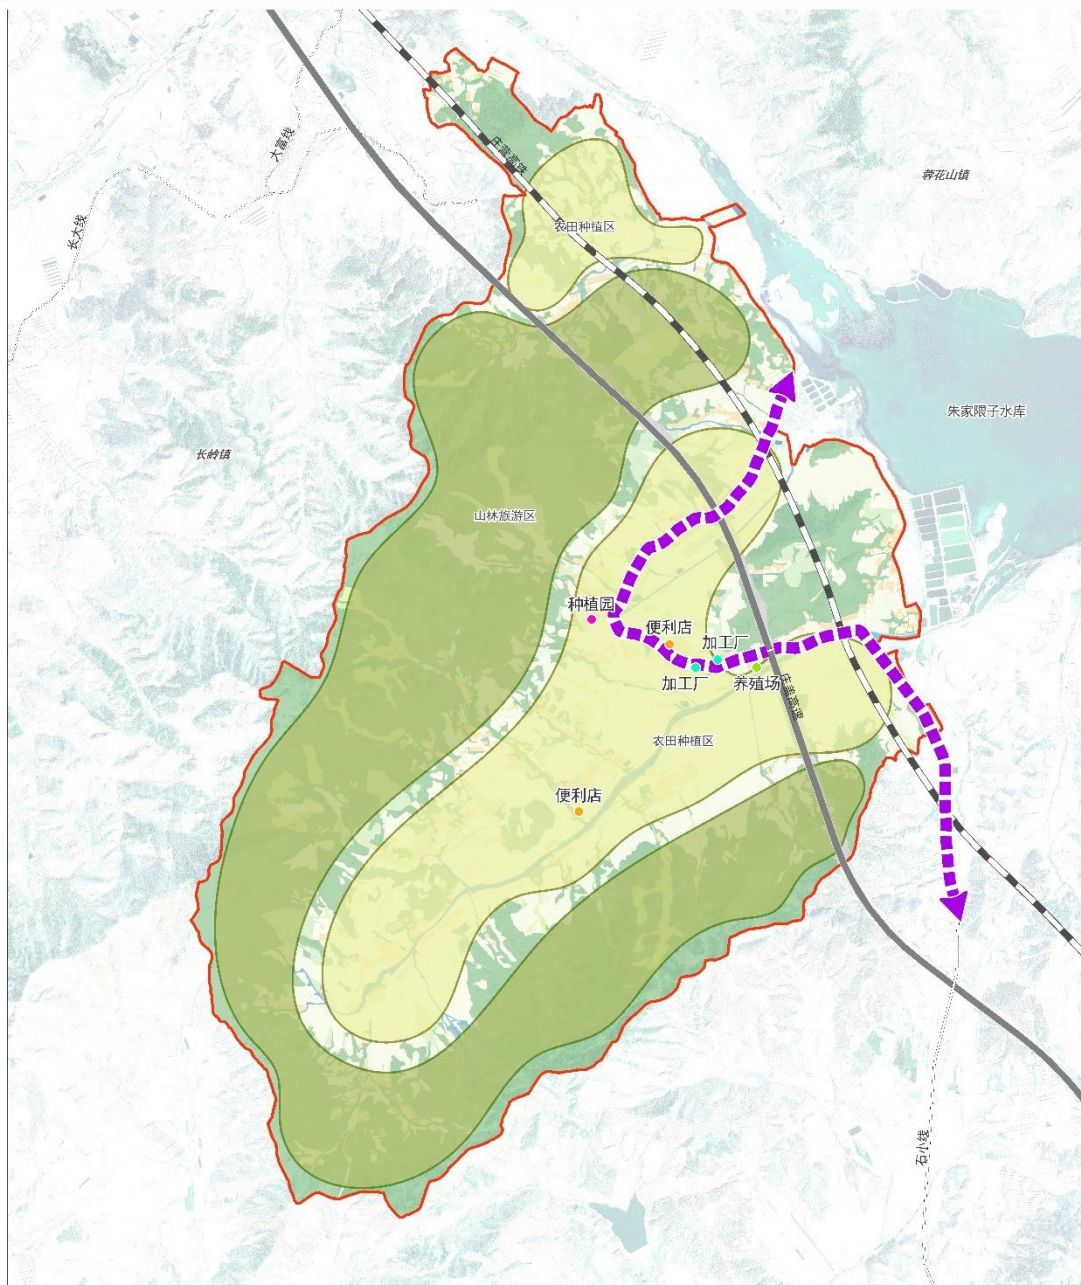 大富线
庄盖高铁
蓉花山镇
长大线
农田种植区
朱家隈子水库
长岭镇
山林旅游区
种植园
便利店
加工厂
加工厂
养殖场
庄盖高速
农田种植区
便利店
石小线